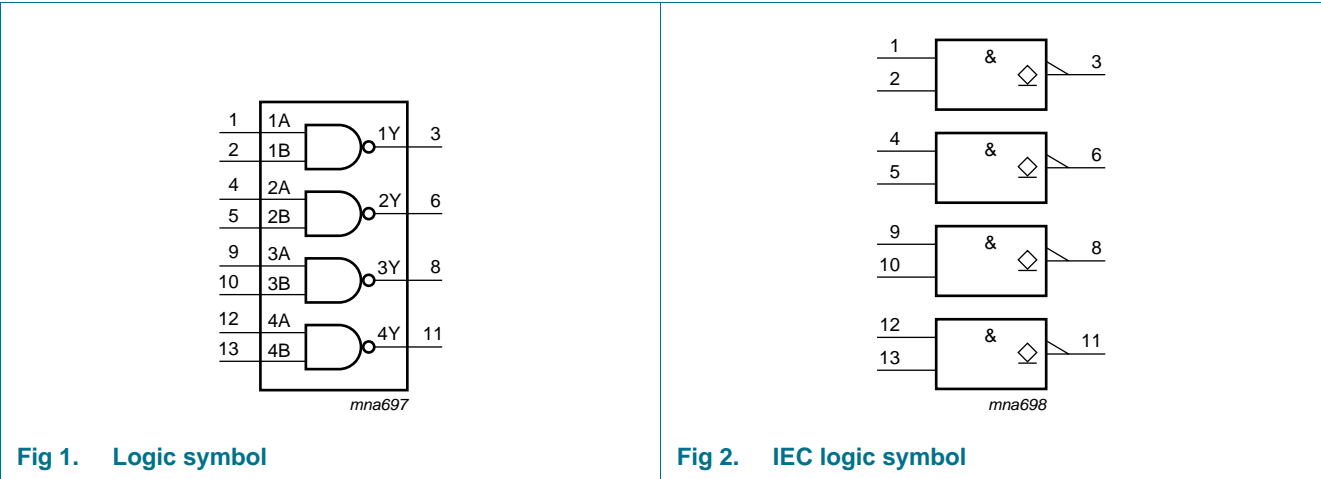 1 1A 1Y 3
2 1B
4 2A 2Y 6
5 2B
9 3A 3Y 8
10 3B
12 4A 4Y 11
13 4B
mna697
Fig 1. Logic symbol
1 & 3
2
4 & 6
5
9 & 8
10
12 & 11
13
mna698
Fig 2. IEC logic symbol